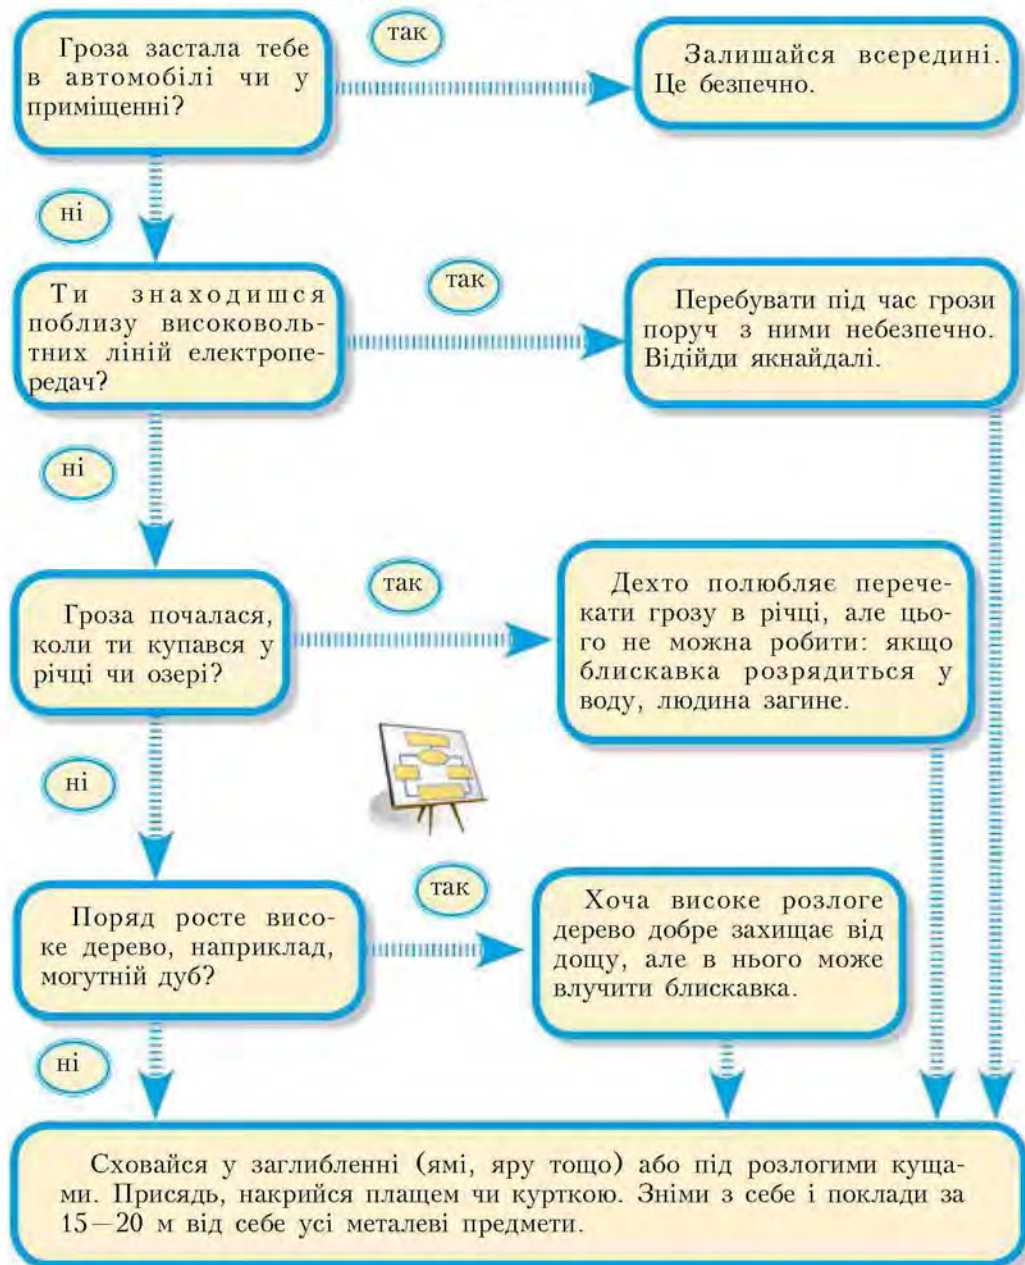 Гроза застала тебе
в автомобілі чи у
приміщенні?
так
Залишайся всередині.
Це безпечно.
ні
Ти знаходишся
поблизу високоволь-
тних ліній електропе-
редач?
так
Перебувати під час грози
поруч з ними небезпечно.
Відійди якнайдалі.
ні
Гроза почалася,
коли ти купався у
річці чи озері?
так
Дехто полюбляє перече-
кати грозу в річці, але цьо-
го не можна робити: якщо
блискавка розрядиться у
воду, людина загине.
ні
Поряд росте висо-
ке дерево, наприклад,
могутній дуб?
так
Хоча високе розлоге
дерево добре захищає від
дощу, але в нього може
влучити блискавка.
ні
Сховайся у заглибленні (ямі, яру тощо) або під розлогими куща-
ми. Присядь, накрийся плащем чи курткою. Зніми з себе і поклади за
15—20 м від себе усі металеві предмети.